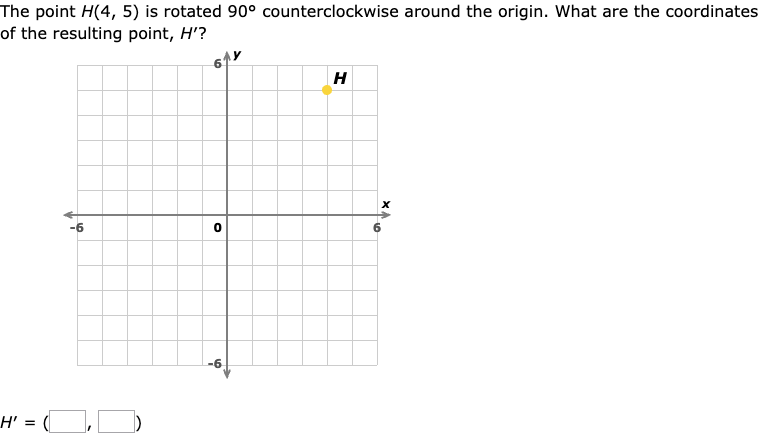 The point H(4, 5) is rotated 90° counterclockwise around the origin. What are the coordinates
of the resulting point, H′?
y
6
H
x
-6
0
6
-6
H′ = ( , )